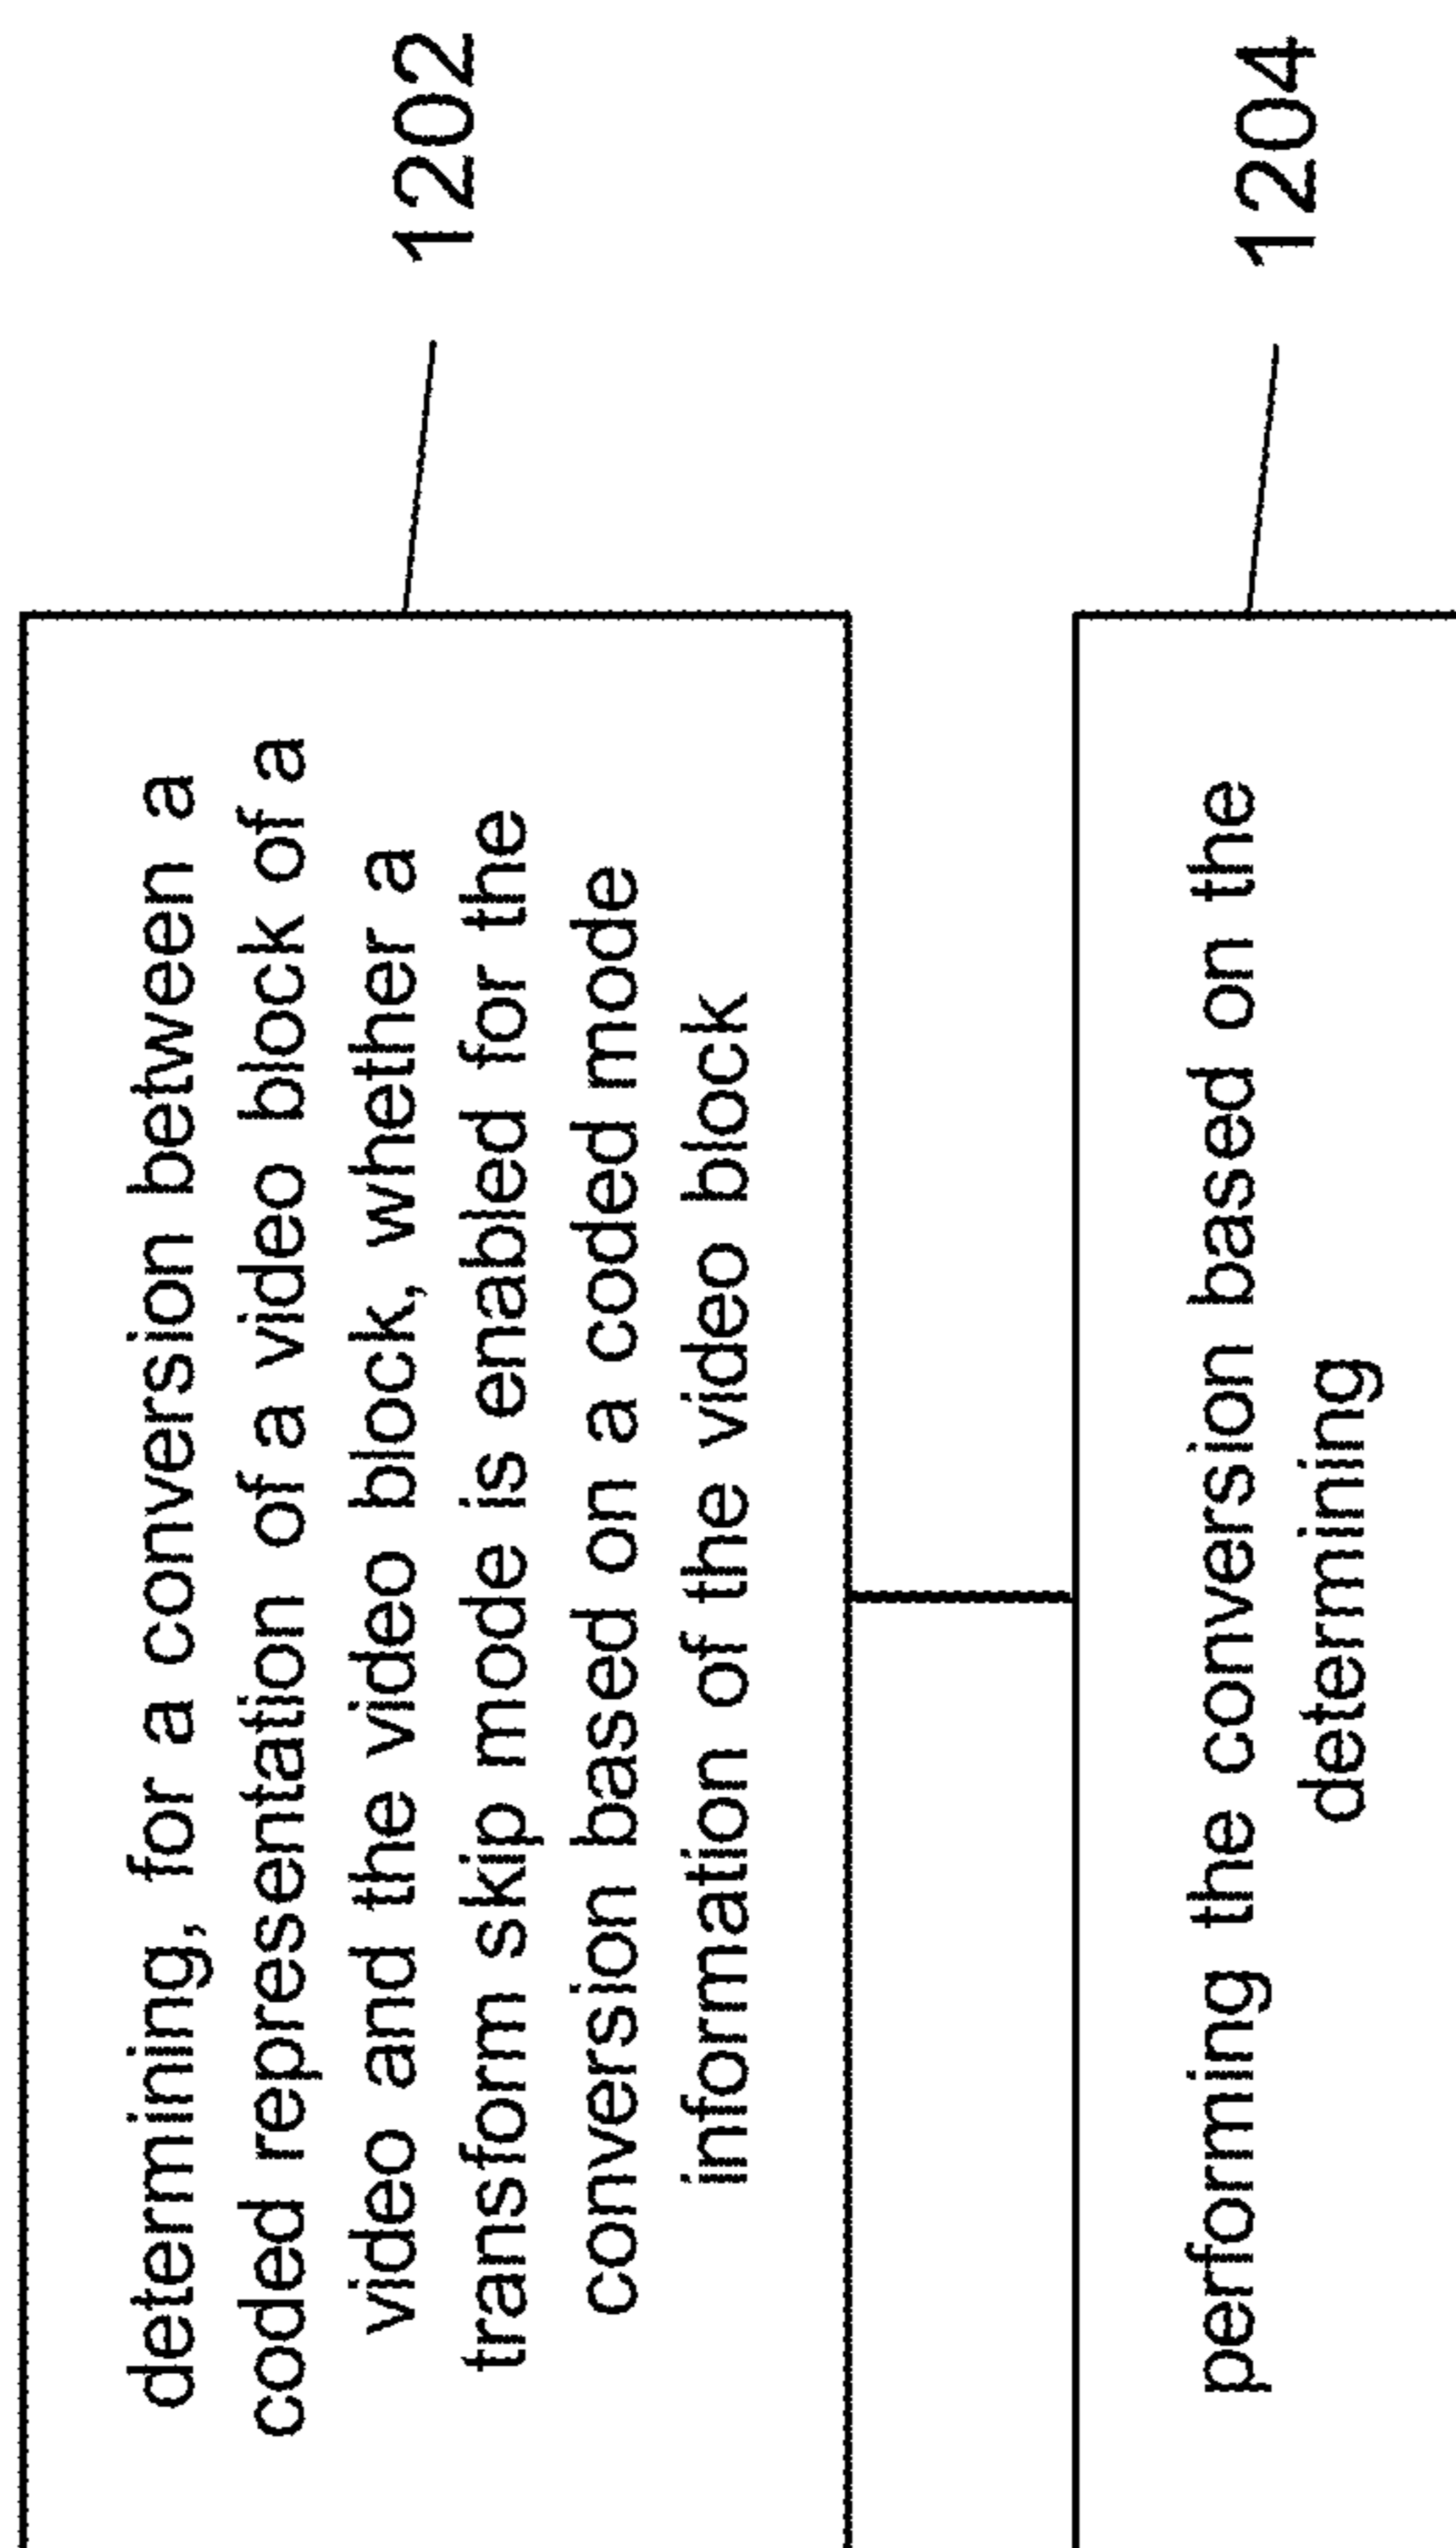 determining, for a conversion between a
coded representation of a video block of a
video and the video block, whether a
transform skip mode is enabled for the
conversion based on a coded mode
information of the video block
1202
performing the conversion based on the
determining
1204